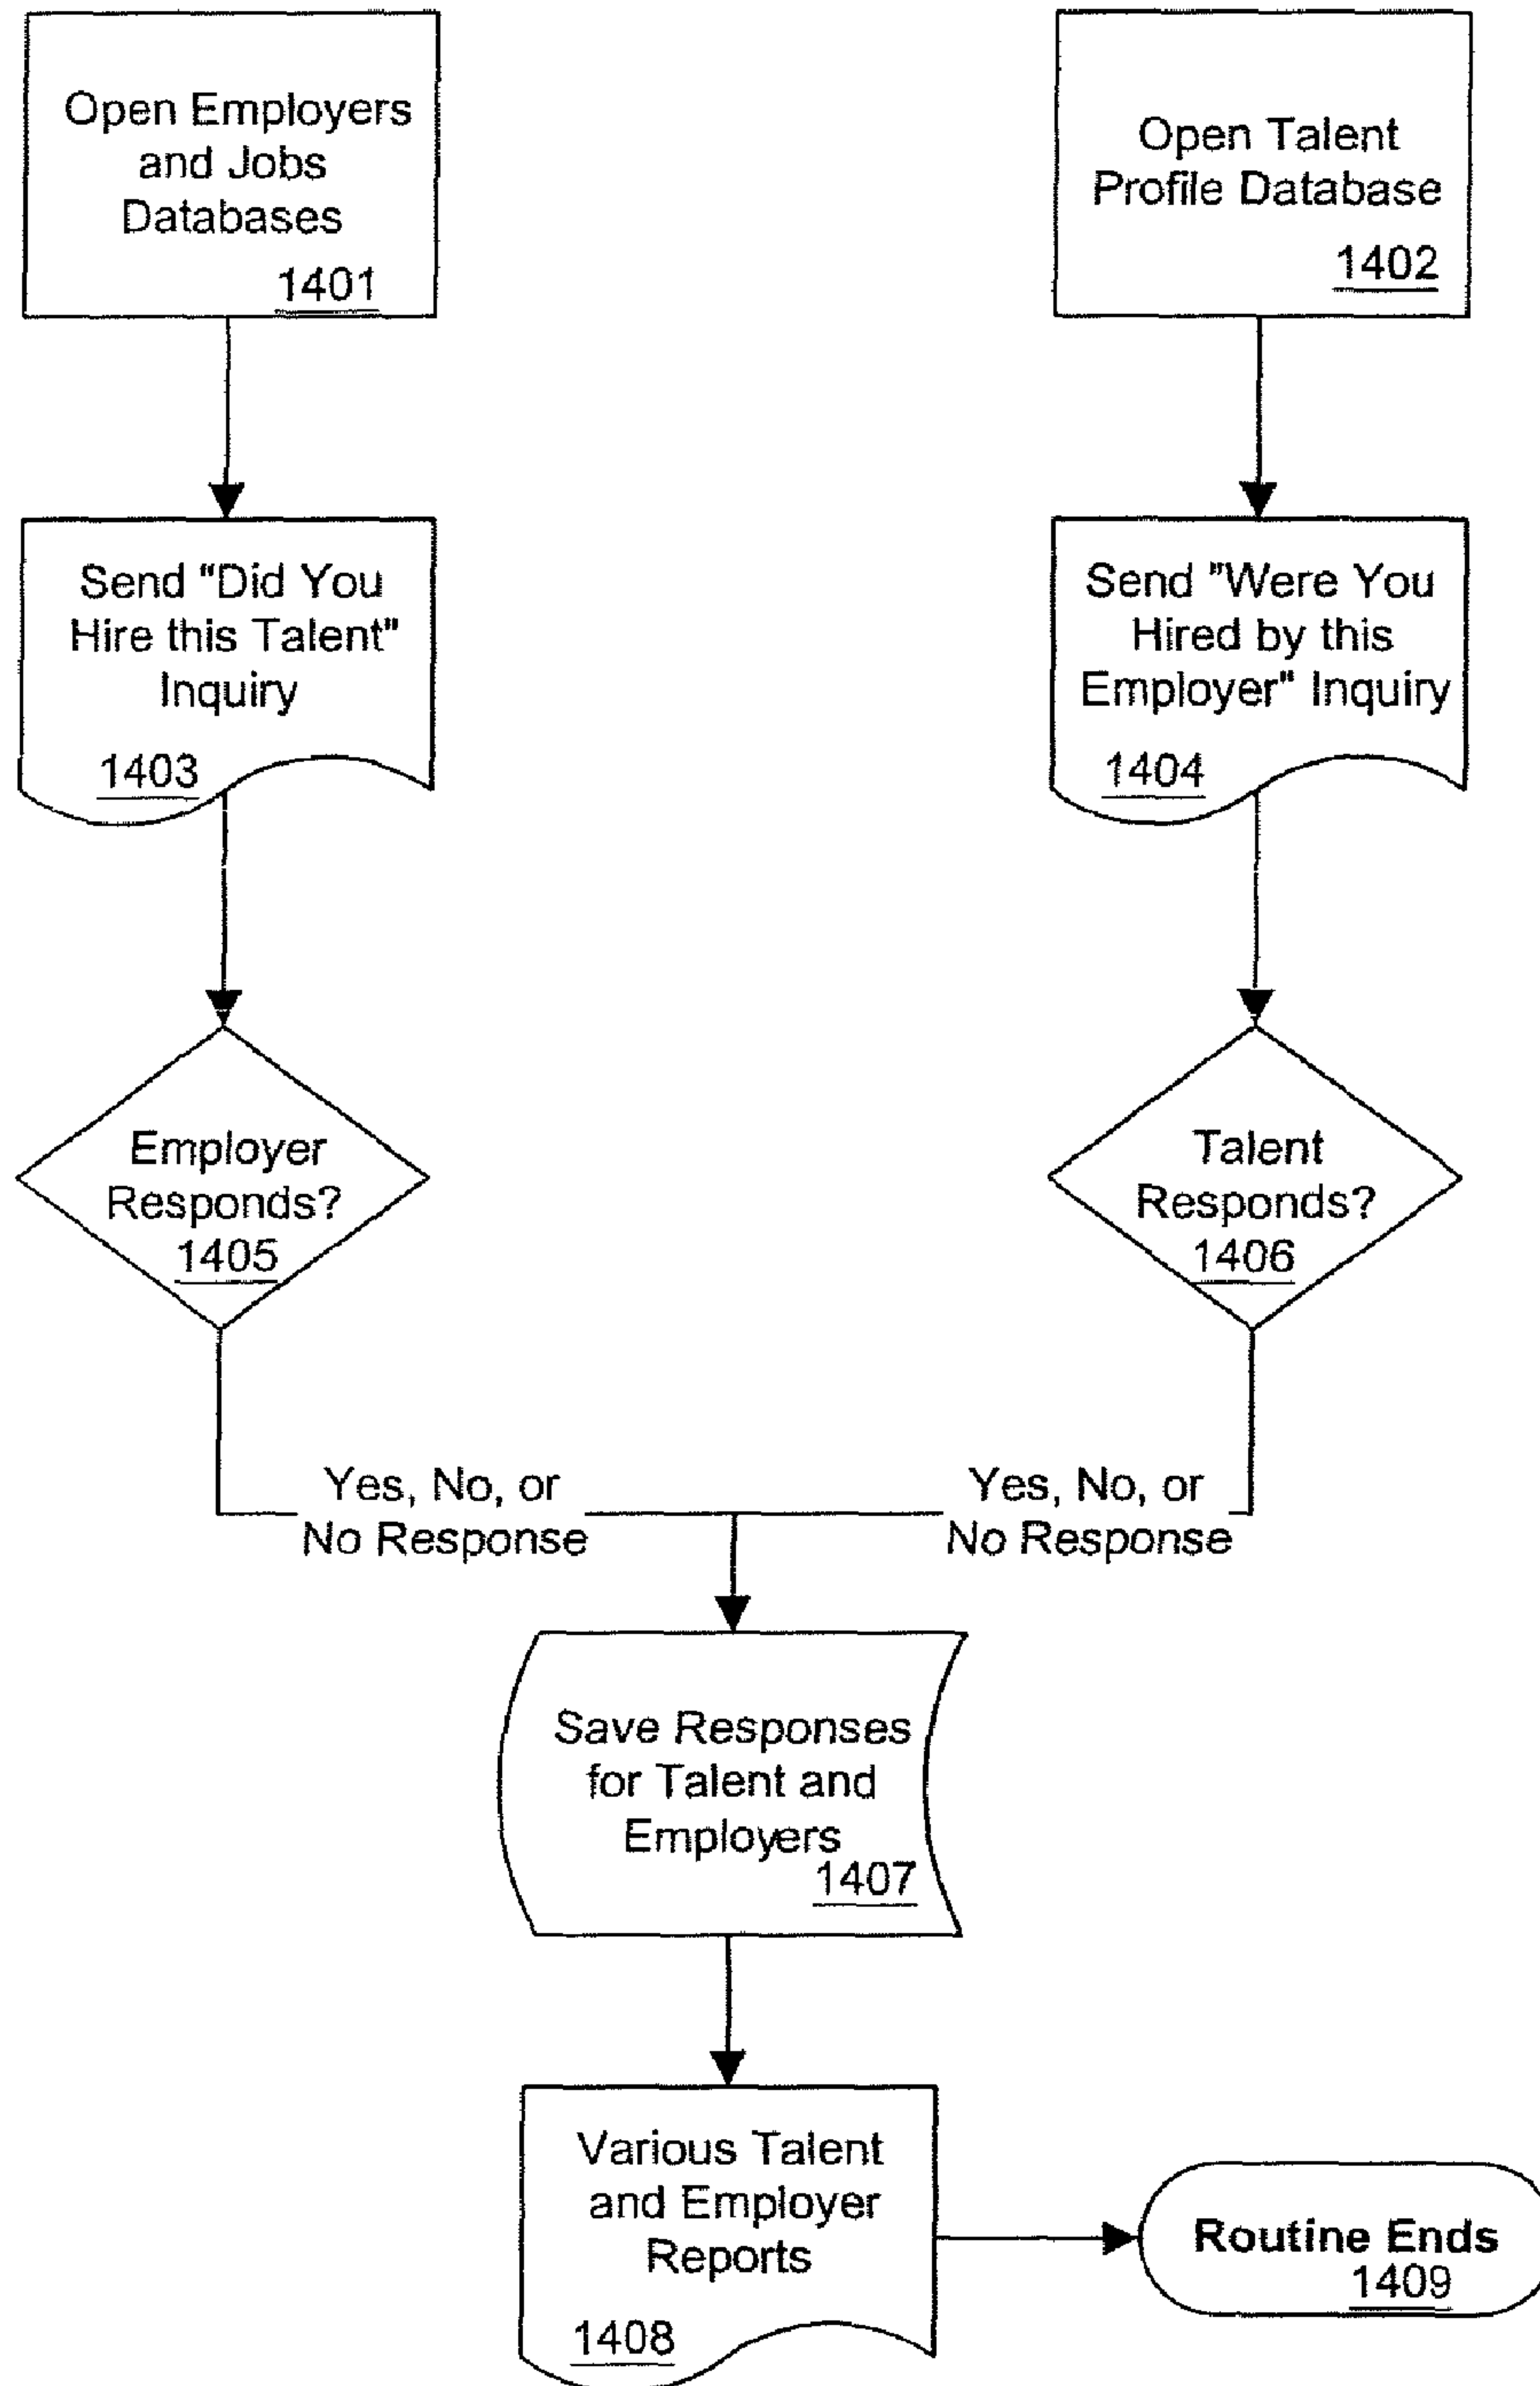 Open Employers
and Jobs
Databases
1401
Open Talent
Profile Database
1402
Send "Did You
Hire this Talent"
Inquiry
1403
Send "Were You
Hired by this
Employer" Inquiry
1404
Employer
Responds?
1405
Talent
Responds?
1406
Yes, No, or
No Response
Yes, No, or
No Response
Save Responses
for Talent and
Employers
1407
Various Talent
and Employer
Reports
1408
Routine Ends
1409